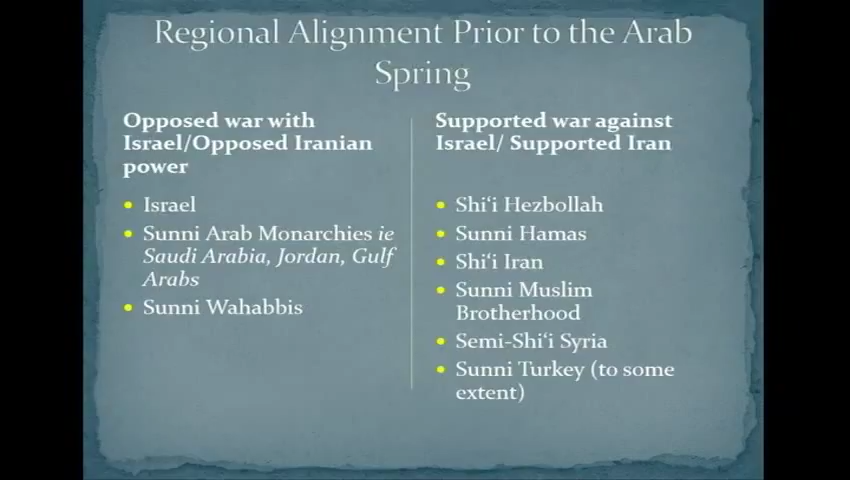 Regional Alignment Prior to the Arab
Spring
Opposed war with
Israel/Opposed Iranian
power
• Israel
• Sunni Arab Monarchies ie
Saudi Arabia, Jordan, Gulf
Arabs
• Sunni Wahabbis
Supported war against
Israel/ Supported Iran
• Shi‘i Hezbollah
• Sunni Hamas
• Shi‘i Iran
• Sunni Muslim
Brotherhood
• Semi-Shi‘i Syria
• Sunni Turkey (to some
extent)